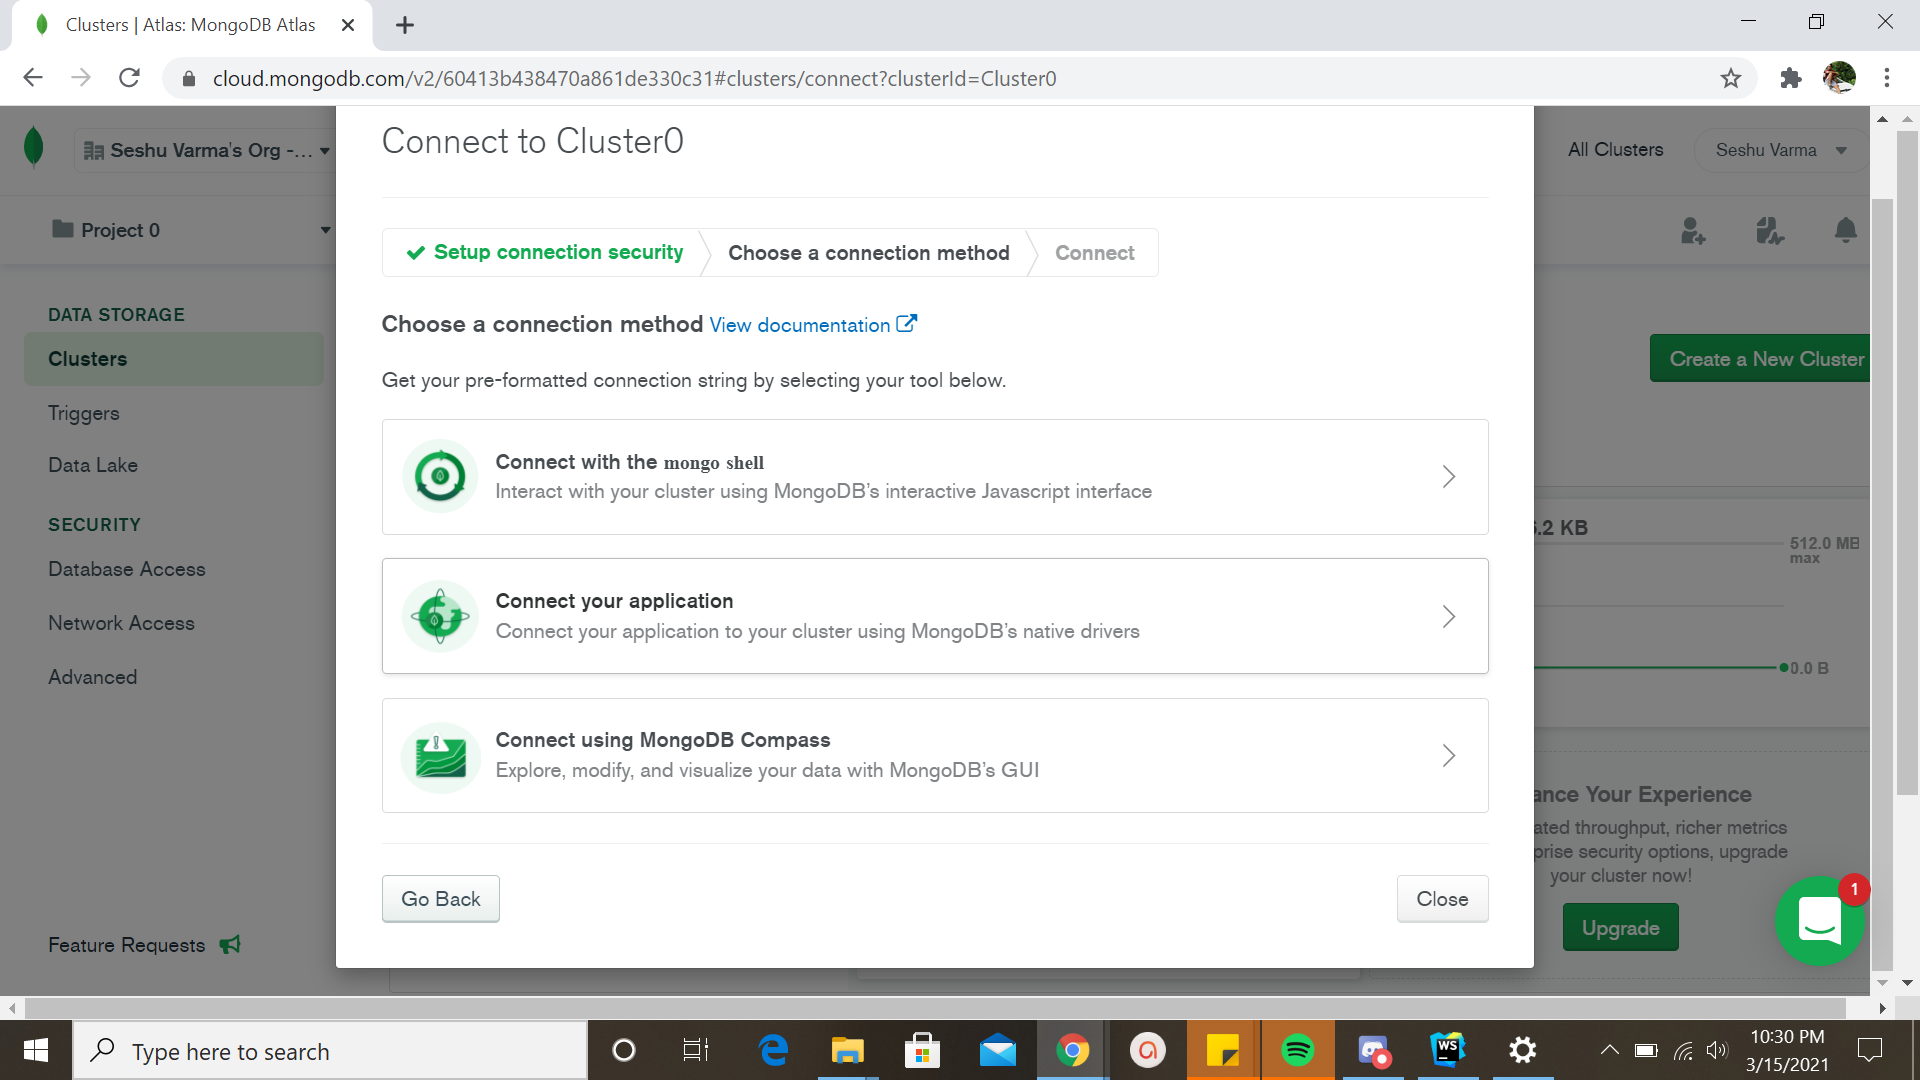 Clusters | Atlas: MongoDB Atlas
cloud.mongodb.com/v2/60413b438470a861de330c31#clusters/connect?clusterId=Cluster0
Seshu Varma's Org -...
All Clusters
Seshu Varma
Project 0
DATA STORAGE
Clusters
Triggers
Data Lake
SECURITY
Database Access
Network Access
Advanced
Feature Requests
Connect to Cluster0
Setup connection security
Choose a connection method
Connect
Choose a connection method View documentation
Get your pre-formatted connection string by selecting your tool below.
Connect with the mongo shell
Interact with your cluster using MongoDB's interactive Javascript interface
Connect your application
Connect your application to your cluster using MongoDB's native drivers
Connect using MongoDB Compass
Explore, modify, and visualize your data with MongoDB's GUI
Go Back
Close
Create a New Cluster
.2 KB
512.0 MB
max
0.0 B
ance Your Experience
ated throughput, richer metrics
prise security options, upgrade
your cluster now!
Upgrade
1
Type here to search
WS
10:30 PM
3/15/2021